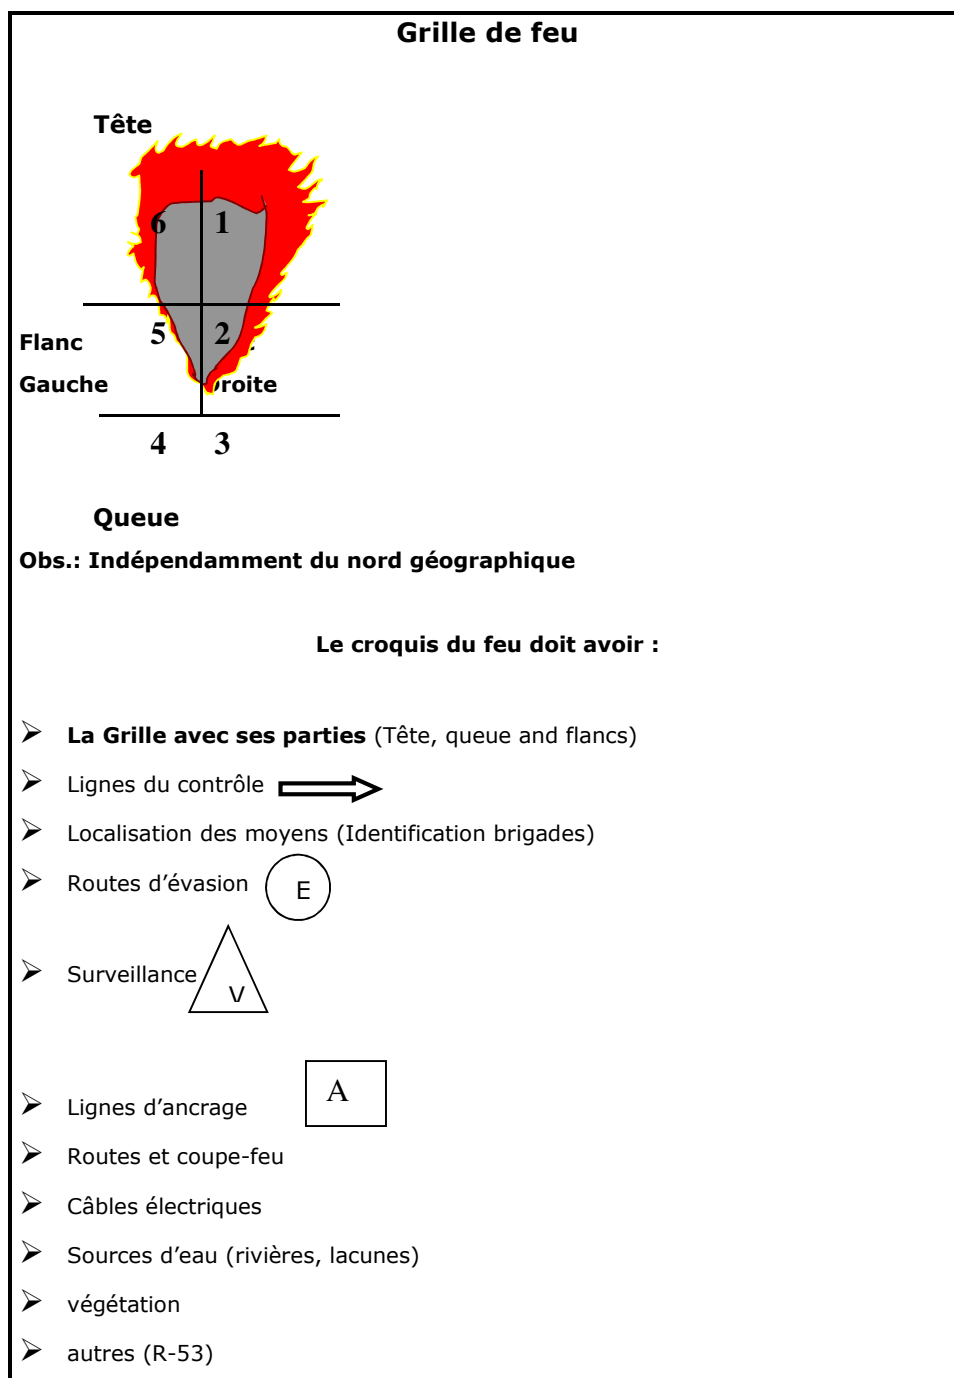 Grille de feu
Tête
6 1
5 2
Flanc
Gauche Droite
4 3
Queue
Obs.: Indépendamment du nord géographique
Le croquis du feu doit avoir :
La Grille avec ses parties (Tête, queue and flancs)
Lignes du contrôle
Localisation des moyens (Identification brigades)
Routes d’évasion E
Surveillance V
Lignes d’ancrage A
Routes et coupe-feu
Câbles électriques
Sources d’eau (rivières, lacunes)
végétation
autres (R-53)